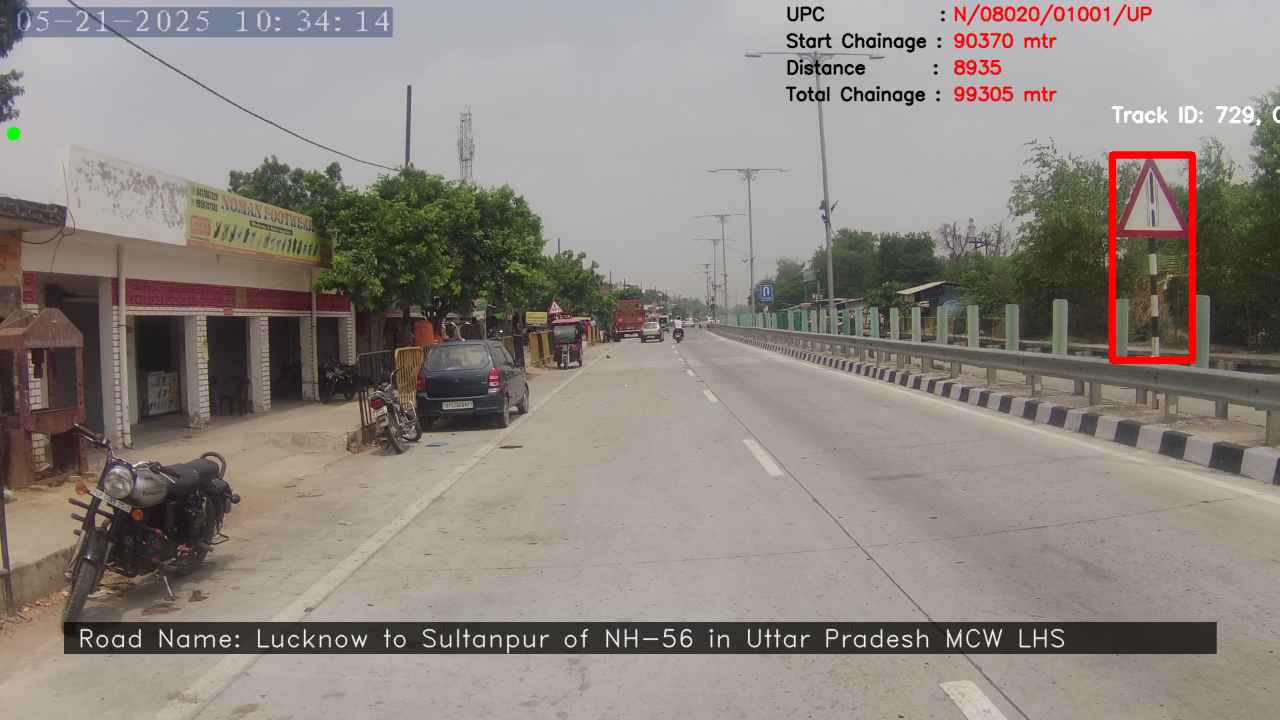 05-21-2025 10:34:14
UPC : N/08020/01001/UP
Start Chainage : 90370 mtr
Distance : 8935
Total Chainage : 99305 mtr
Track ID: 729,
NOMAN FOOTWEAR
Road Name: Lucknow to Sultanpur of NH-56 in Uttar Pradesh MCW LHS